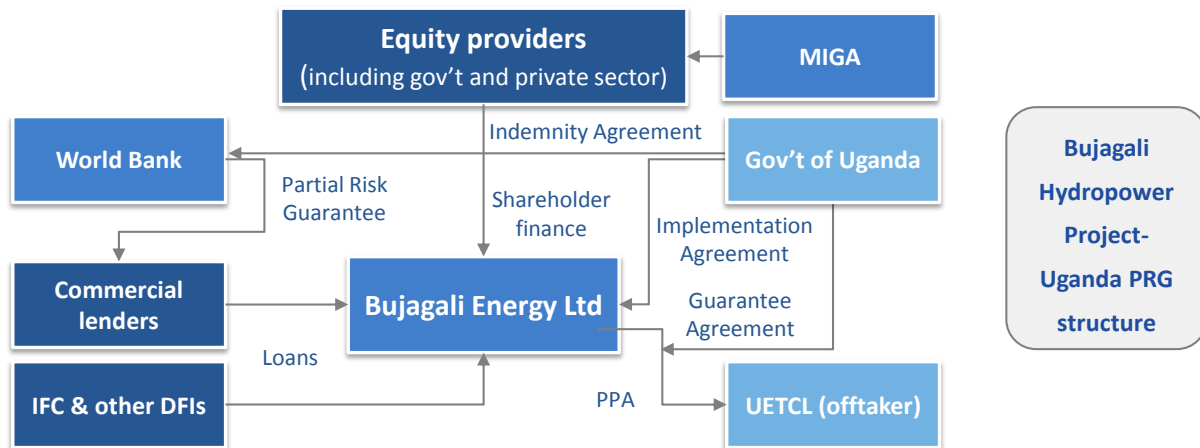 Equity providers
(including gov't and private sector)
MIGA
Indemnity Agreement
World Bank
Gov't of Uganda
Partial Risk
Guarantee
Shareholder
finance
Implementation
Agreement
Bujagali
Hydropower
Project-
Uganda PRG
structure
Commercial
lenders
Bujagali Energy Ltd
Guarantee
Agreement
Loans
IFC & other DFIs
PPA
UETCL (offtaker)